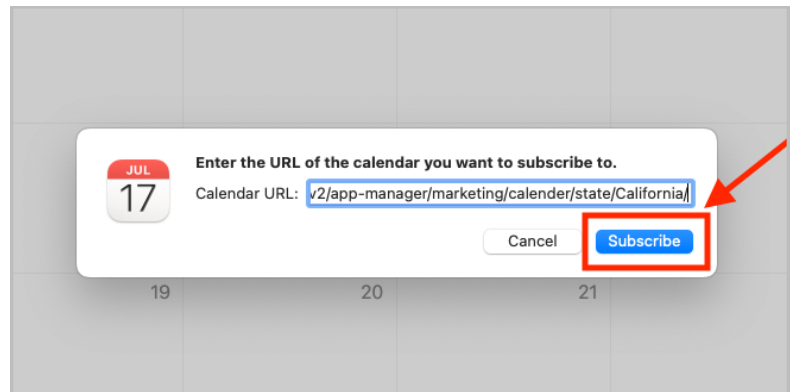 Enter the URL of the calendar you want to subscribe to.
JUL
17
Calendar URL: v2/app-manager/marketing/calender/state/California/
Cancel Subscribe
19 20 21